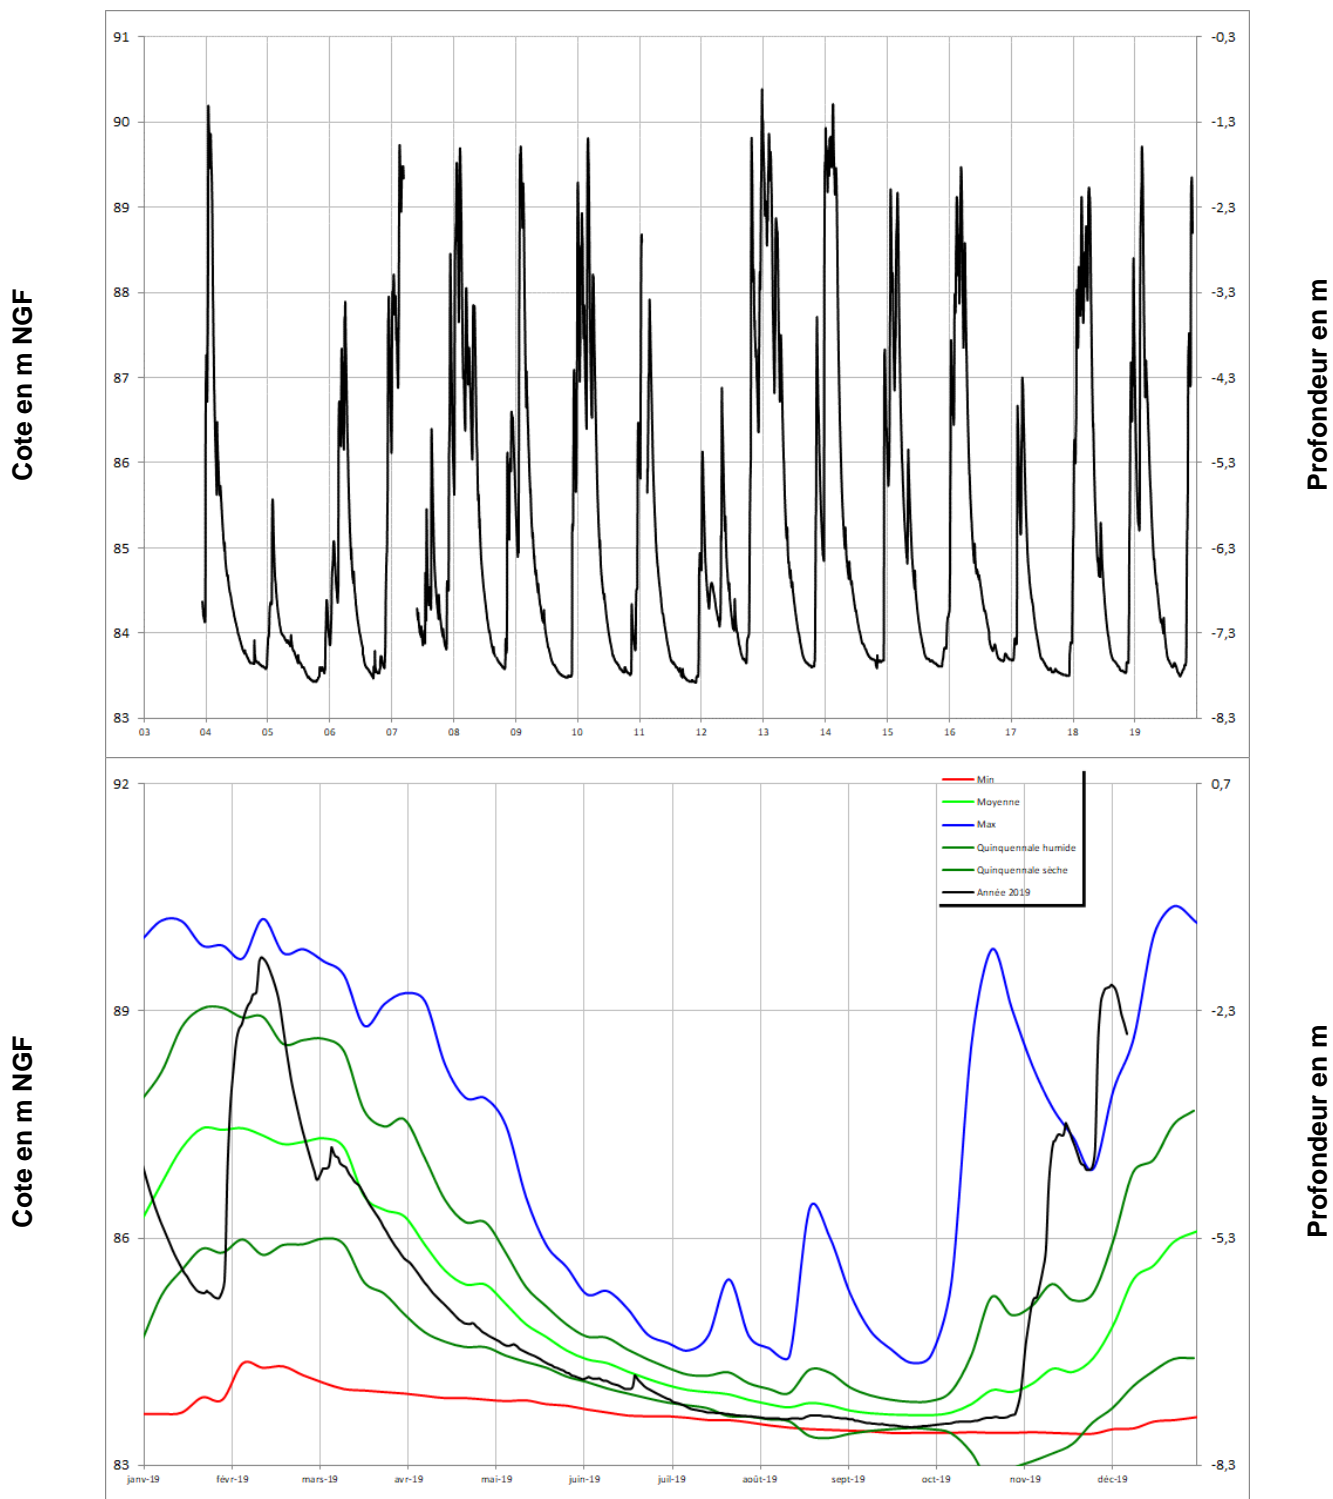 91
-0,3
90
-1,3
89
-2,3
88
-3,3
87
-4,3
86
-5,3
85
-6,3
84
-7,3
83
-8,3
03 04 05 06 07 08 09 10 11 12 13 14 15 16 17 18 19
Cote en m NGF
Profondeur en m
92
0,7
Min
Moyenne
Max
Quinquennale humide
Quinquennale sèche
Année 2019
89
-2,3
86
-5,3
83
-8,3
janv-19 févr-19 mars-19 avr-19 mai-19 juin-19 juil-19 août-19 sept-19 oct-19 nov-19 déc-19
Cote en m NGF
Profondeur en m